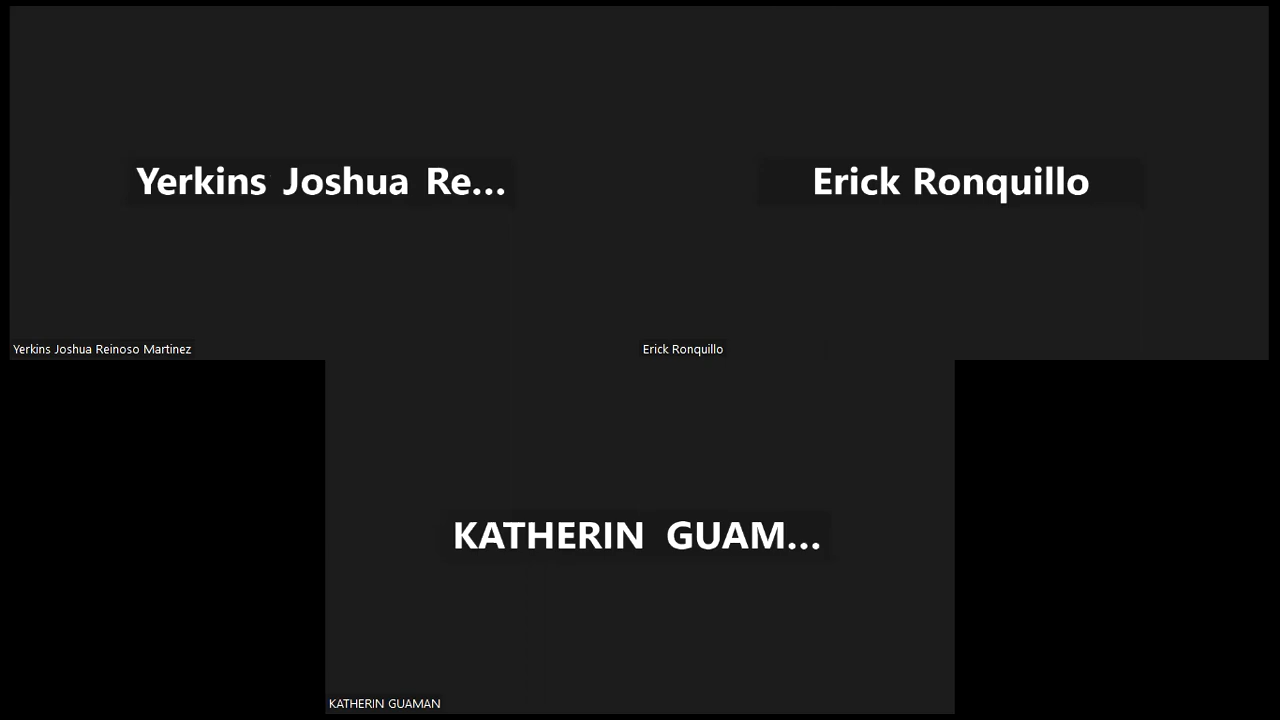 Yerkins Joshua Re...
Erick Ronquillo
Yerkins Joshua Reinoso Martinez
Erick Ronquillo
KATHERIN GUAM...
KATHERIN GUAMAN